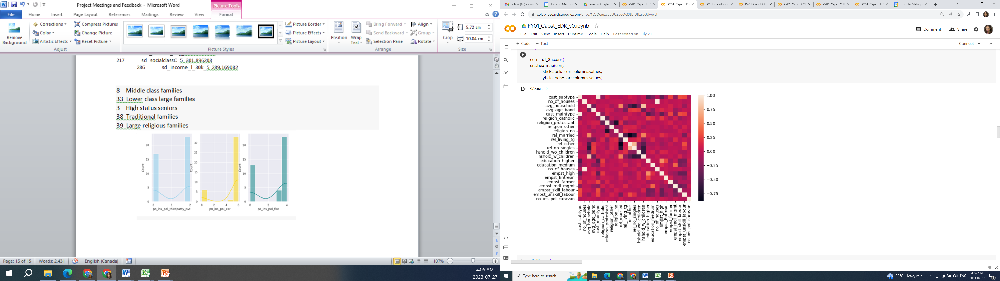 Project Meetings and Feedback - Microsoft Word
Picture Tools
File Home Insert Page Layout References Mailings Review View Format
Remove Background
Corrections
Color
Artistic Effects
Compress Pictures
Change Picture
Reset Picture
Adjust
Picture Styles
Picture Border
Picture Effects
Picture Layout
Position
Wrap Text
Bring Forward
Send Backward
Selection Pane
Align
Group
Rotate
Arrange
Crop
5.72 cm
10.04 cm
Size
217 sd_socialclassC_5 301.896208
286 sd_income_l_30k_5 289.169082
8 Middle class families
33 Lower class large families
3 High status seniors
38 Traditional families
39 Large religious families
Count
20
15
10
5
0
0 1 2
po_ins_pol_thirdparty_pvt
Count
30
25
20
15
10
5
0
0 2 4 6
po_ins_pol_car
Count
20
15
10
5
0
0 2 4
po_ins_pol_fire
Page: 15 of 15 Words: 2,431 English (Canada) 107%
4:06 AM
2023-07-27
Inbox (86) - swi
Toronto Metrop
Prev - Google D
PY01_Capst_ED
PY01_Capst_ED
PY01_Capst_CO
PY01_Capst_CO
PY01_Capst_CO
PY01_Capst_CO
PY01_Capst_ED
Toronto Metrop
colab.research.google.com/drive/1DJOejuzcu8UUZvoOQ3tE-DfEajsGUwwU
PY01_Capst_EDR_v0.ipynb
Comment Share
File Edit View Insert Runtime Tools Help Last edited on July 21
+ Code + Text Connect
corr = df_3a.corr()
sns.heatmap(corr,
xticklabels=corr.columns.values,
yticklabels=corr.columns.values)
<Axes: >
cust_subtype
no_of_houses
avg_household
avg_age_band
cust_maintype
religion_catholic
religion_protestant
religion_other
religion_no
rel_married
rel_living_tg
rel_other
rel_no_singles
hshold_wo_children
hshold_w_children
education_higher
education_medium
no_of_houses
empst_high
empst_Entrepr
empst_farmer
empst_mdl_mgmt
empst_skill_labour
empst_unskill_labour
no_ins_pol_caravan
cust_subtype
no_of_houses
avg_household
avg_age_band
cust_maintype
religion_catholic
religion_protestant
religion_other
religion_no
rel_married
rel_living_tg
rel_other
rel_no_singles
hshold_wo_children
hshold_w_children
education_higher
education_medium
no_of_houses
empst_high
empst_Entrepr
empst_farmer
empst_mdl_mgmt
empst_skill_labour
empst_unskill_labour
no_ins_pol_caravan
1.00
0.75
0.50
0.25
0.00
−0.25
−0.50
−0.75
Type here to search
22°C Heavy rain
ENG
4:06 AM
2023-07-27